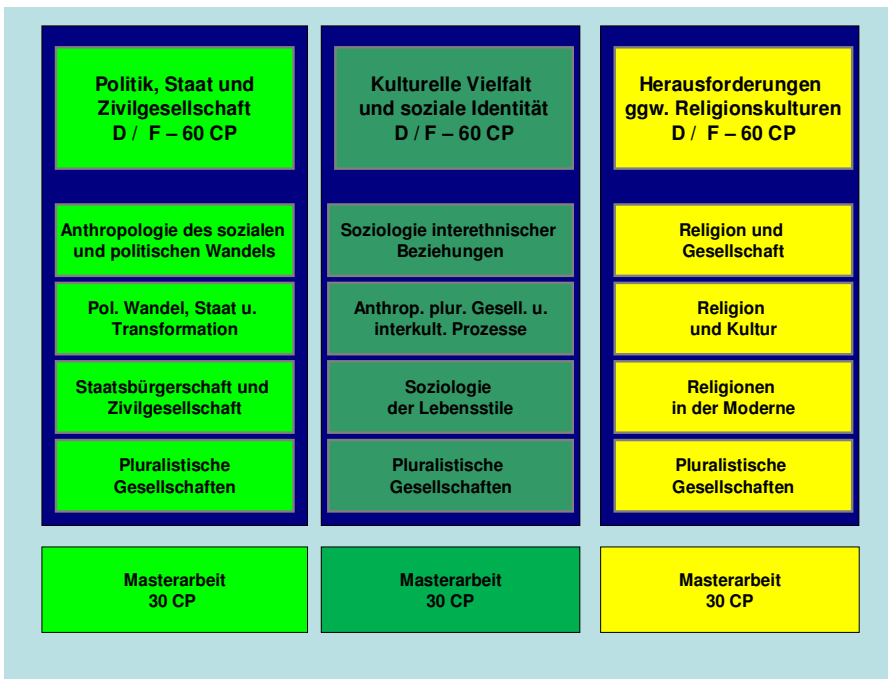 Politik, Staat und
Zivilgesellschaft
D / F – 60 CP
Anthropologie des sozialen
und politischen Wandels
Pol. Wandel, Staat u.
Transformation
Staatsbürgerschaft und
Zivilgesellschaft
Pluralistische
Gesellschaften
Masterarbeit
30 CP
Kulturelle Vielfalt
und soziale Identität
D / F – 60 CP
Soziologie interethnischer
Beziehungen
Anthrop. plur. Gesell. u.
interkult. Prozesse
Soziologie
der Lebensstile
Pluralistische
Gesellschaften
Masterarbeit
30 CP
Herausforderungen
ggw. Religionskulturen
D / F – 60 CP
Religion und
Gesellschaft
Religion
und Kultur
Religionen
in der Moderne
Pluralistische
Gesellschaften
Masterarbeit
30 CP